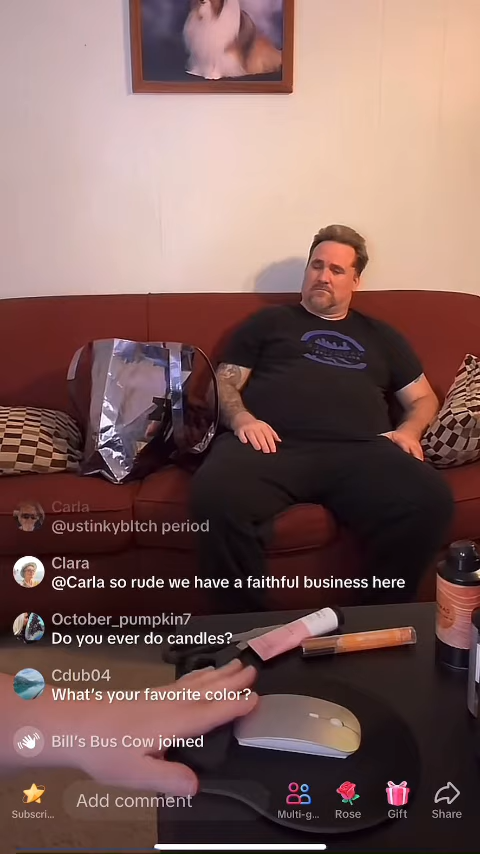 Carla
@ustinkybltch period
Clara
@Carla so rude we have a faithful business here
October_pumpkin7
Do you ever do candles?
Cdub04
What's your favorite color?
Bill's Bus Cow joined
Subscri...
Add comment
Multi-g...
Rose
Gift
Share